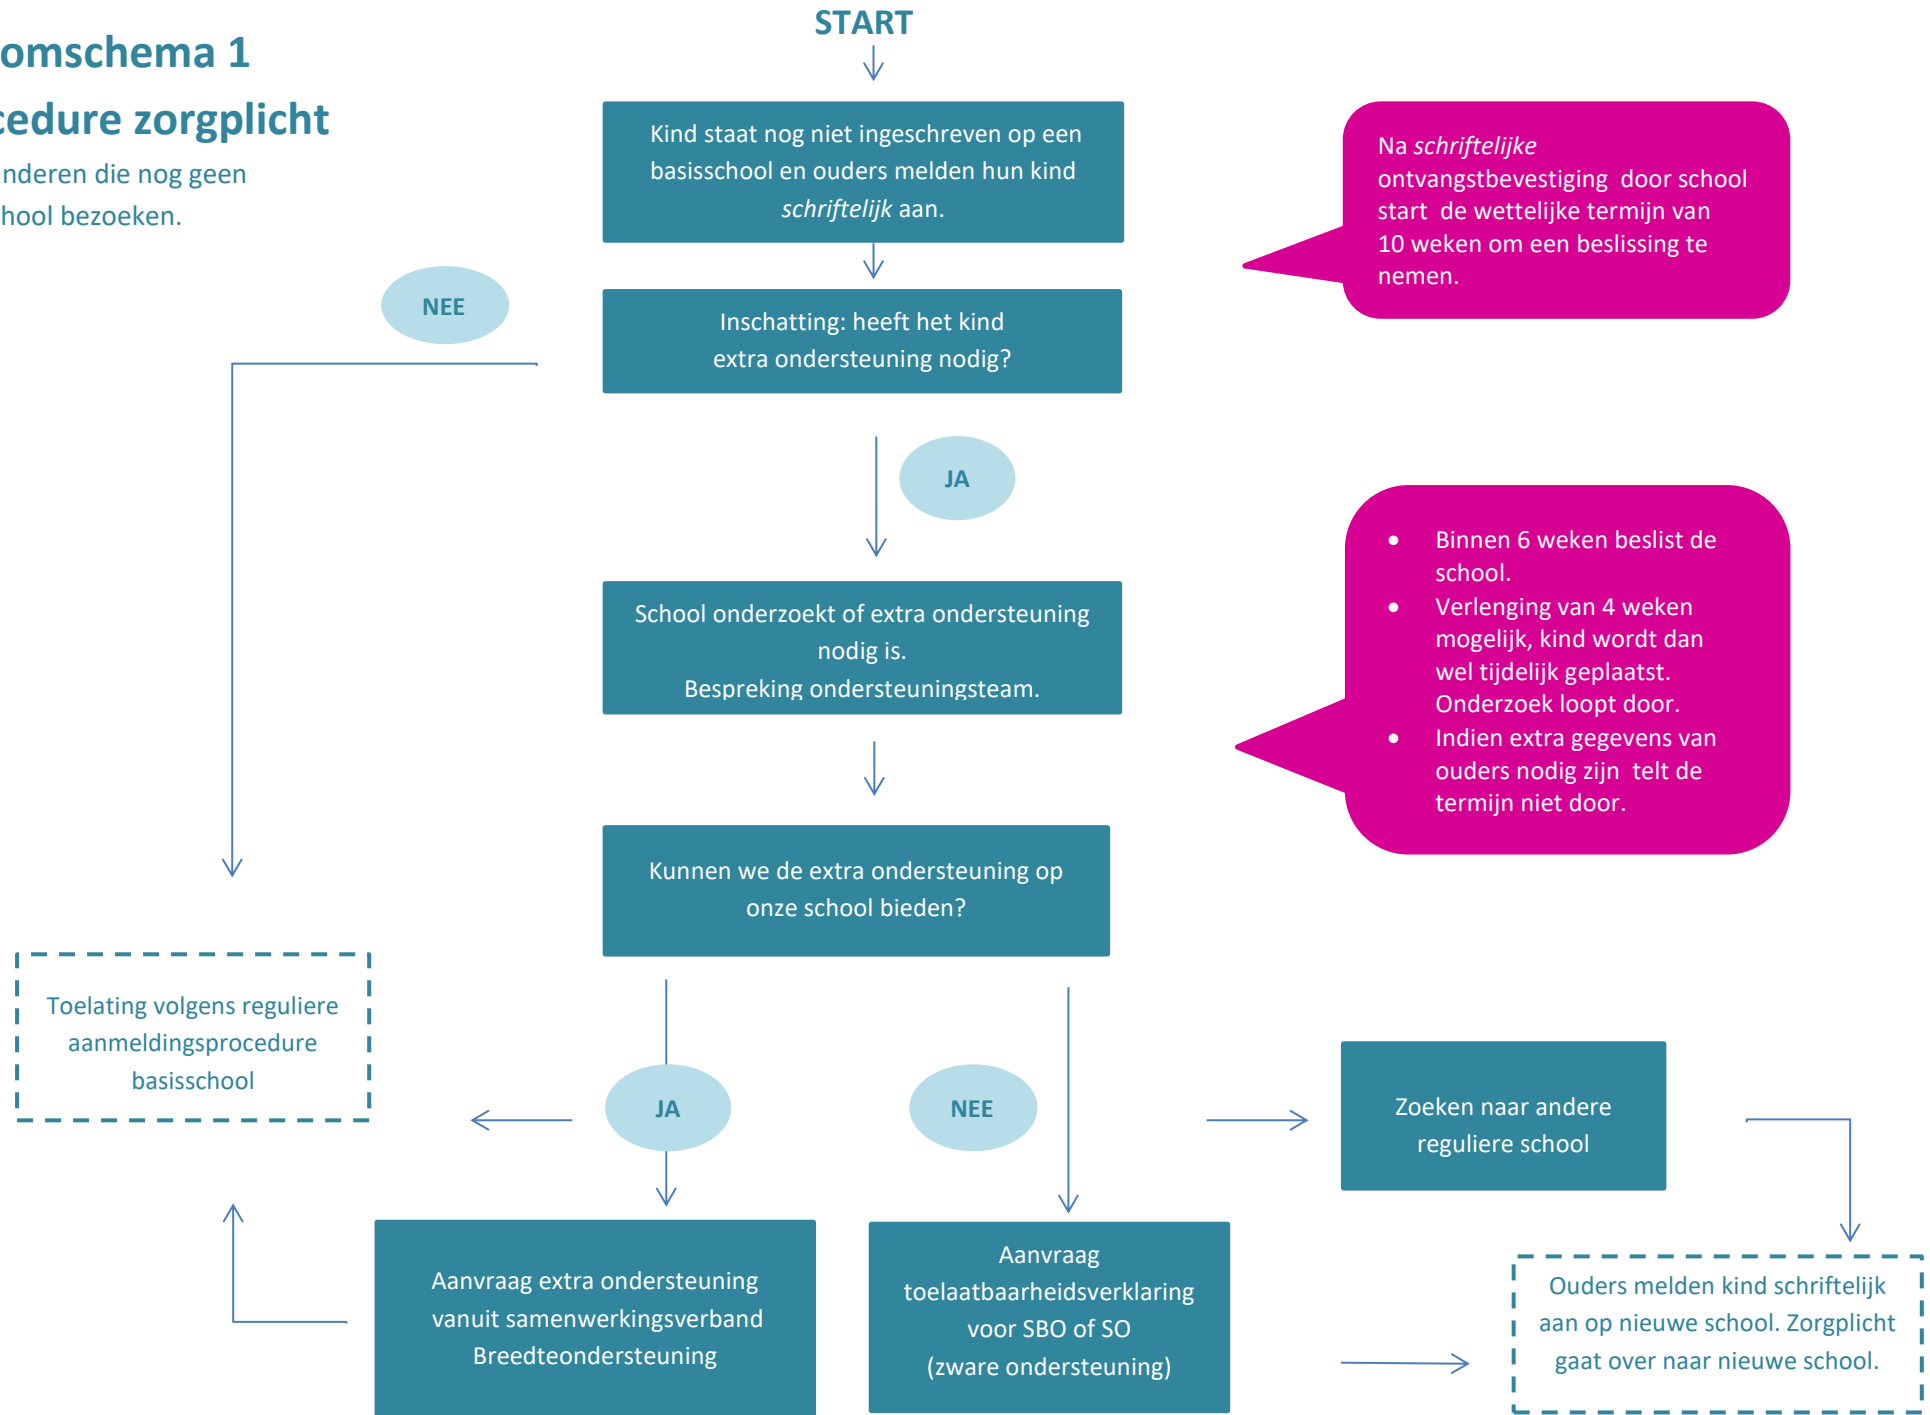 START
omschema 1
cedure zorgplicht
nderen die nog geen
hool bezoeken.
Kind staat nog niet ingeschreven op een
basisschool en ouders melden hun kind
schriftelijk aan.
Na schriftelijke
ontvangstbevestiging door school
start de wettelijke termijn van
10 weken om een beslissing te
nemen.
NEE
Inschatting: heeft het kind
extra ondersteuning nodig?
JA
• Binnen 6 weken beslist de
school.
• Verlenging van 4 weken
mogelijk, kind wordt dan
wel tijdelijk geplaatst.
Onderzoek loopt door.
• Indien extra gegevens van
ouders nodig zijn telt de
termijn niet door.
School onderzoekt of extra ondersteuning
nodig is.
Bespreking ondersteuningsteam.
Kunnen we de extra ondersteuning op
onze school bieden?
Toelating volgens reguliere
aanmeldingsprocedure
basisschool
JA
NEE
Zoeken naar andere
reguliere school
Aanvraag extra ondersteuning
vanuit samenwerkingsverband
Breedteondersteuning
Aanvraag
toelaatbaarheidsverklaring
voor SBO of SO
(zware ondersteuning)
Ouders melden kind schriftelijk
aan op nieuwe school. Zorgplicht
gaat over naar nieuwe school.